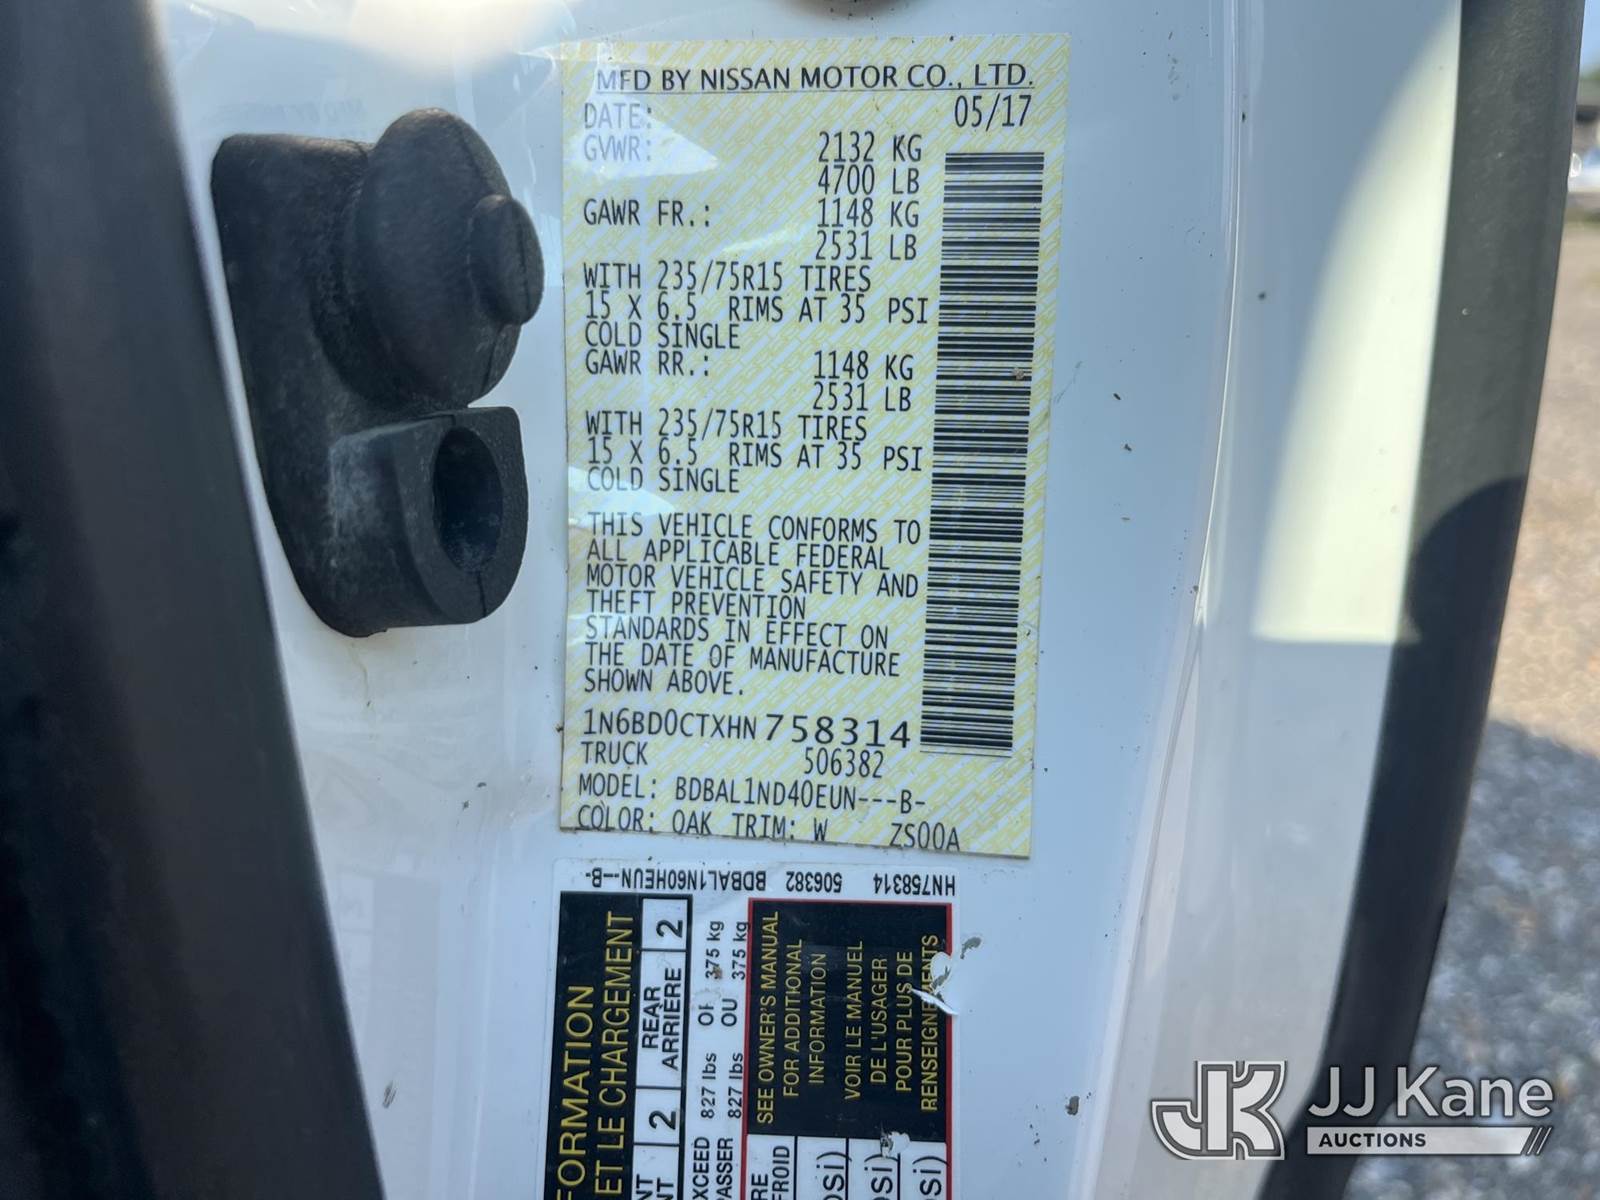 MFD BY NISSAN MOTOR CO., LTD.
DATE: 05/17
GVWR: 2132 KG
4700 LB
GAWR FR.: 1148 KG
2531 LB
WITH 235/75R15 TIRES
15 X 6.5 RIMS AT 35 PSI
COLD SINGLE
GAWR RR.: 1148 KG
2531 LB
WITH 235/75R15 TIRES
15 X 6.5 RIMS AT 35 PSI
COLD SINGLE
THIS VEHICLE CONFORMS TO
ALL APPLICABLE FEDERAL
MOTOR VEHICLE SAFETY AND
THEFT PREVENTION
STANDARDS IN EFFECT ON
THE DATE OF MANUFACTURE
SHOWN ABOVE.
1N6BD0CTXHN758314
TRUCK 506382
MODEL: BDBAL1ND40EUN---B-
COLOR: QAK TRIM: W ZS00A
HN758314 506382 BDBAL1N60HEUN--B-
ORMATION
ET LE CHARGEMENT
2 REAR 2
ARRIÈRE
EXCEED 827 lbs OR 375 kg
827 lbs OU 375 kg
SEE OWNER'S MANUAL
FOR ADDITIONAL
INFORMATION
VOIR LE MANUEL
DE L'USAGER
POUR PLUS DE
RENSEIGNEMENTS
JJ Kane
AUCTIONS